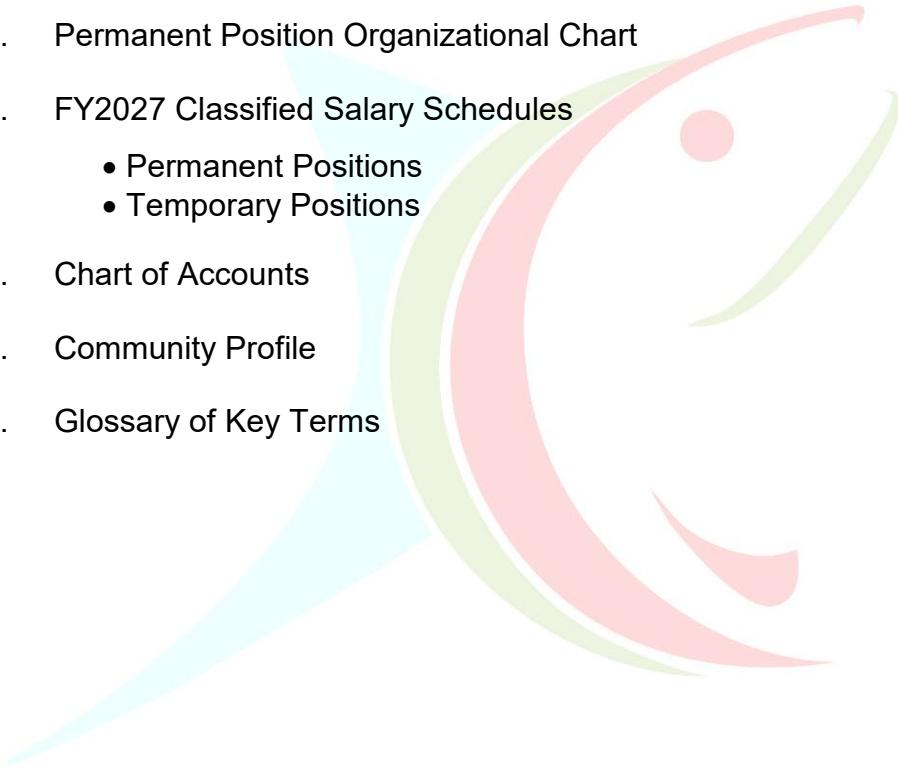 . Permanent Position Organizational Chart
. FY2027 Classified Salary Schedules
• Permanent Positions
• Temporary Positions
. Chart of Accounts
. Community Profile
. Glossary of Key Terms